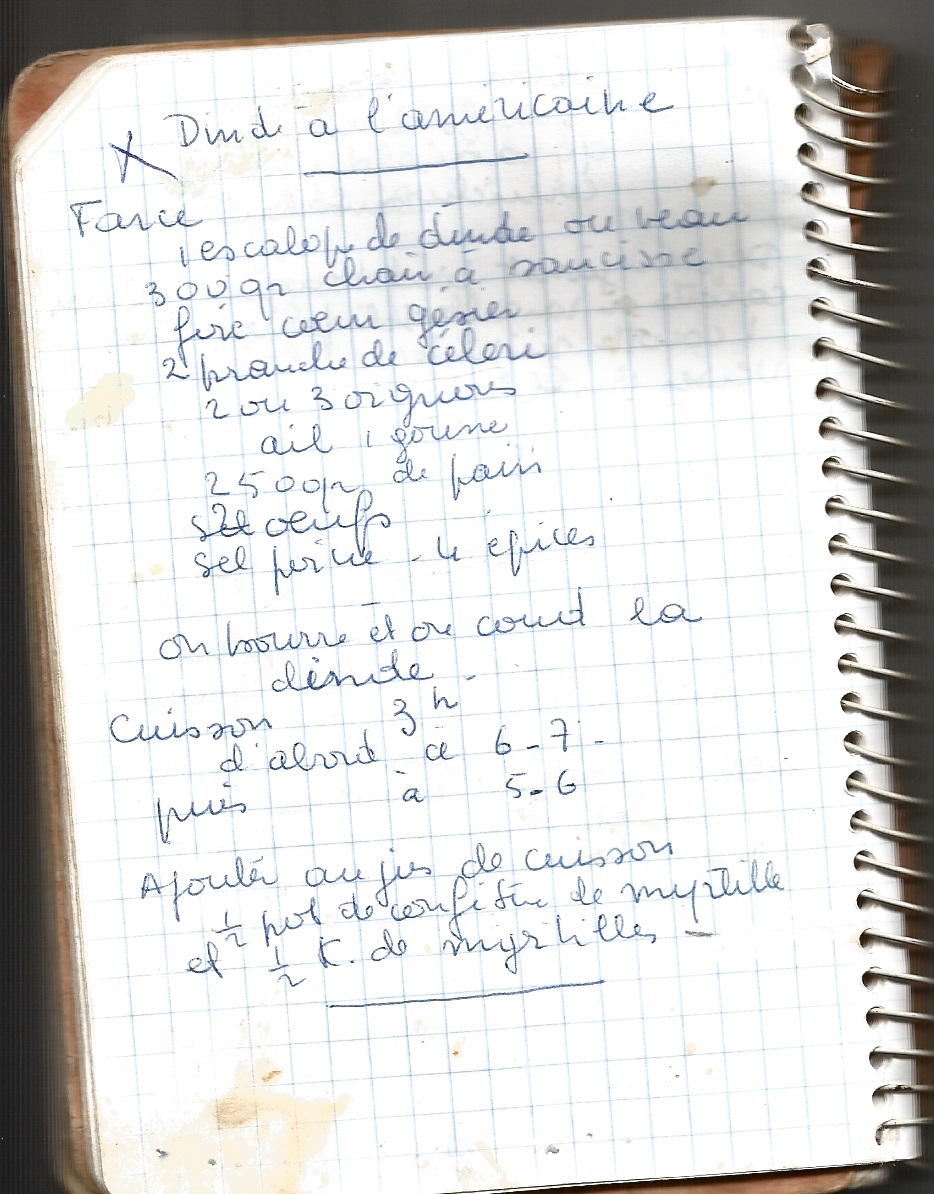 X Dinde à l'américaine
Farce
1 escalope de dinde ou veau
300 gr chair à saucisse
foie coeur gésier
2 branche de céleri
2 ou 3 oignons
ail 1 gousse
250 gr de pain
2 oeufs
sel poivre - 4 épices
on bourre et on coud la
dinde -
Cuisson 3h
d'abord à 6-7 -
puis à 5-6
Ajouter au jus de cuisson
1/2 pot de confiture de myrtille
et 1/2 K. de myrtilles -